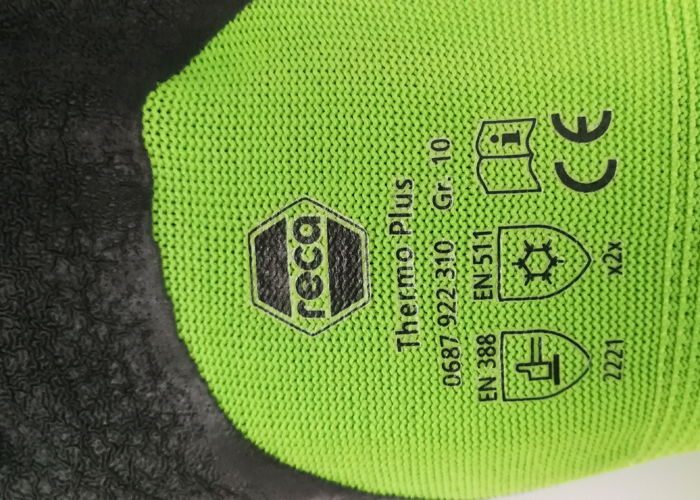 reca
Thermo Plus
0687 922 310 Gr. 10
EN 388 EN 511
i
CE
2221 x2x